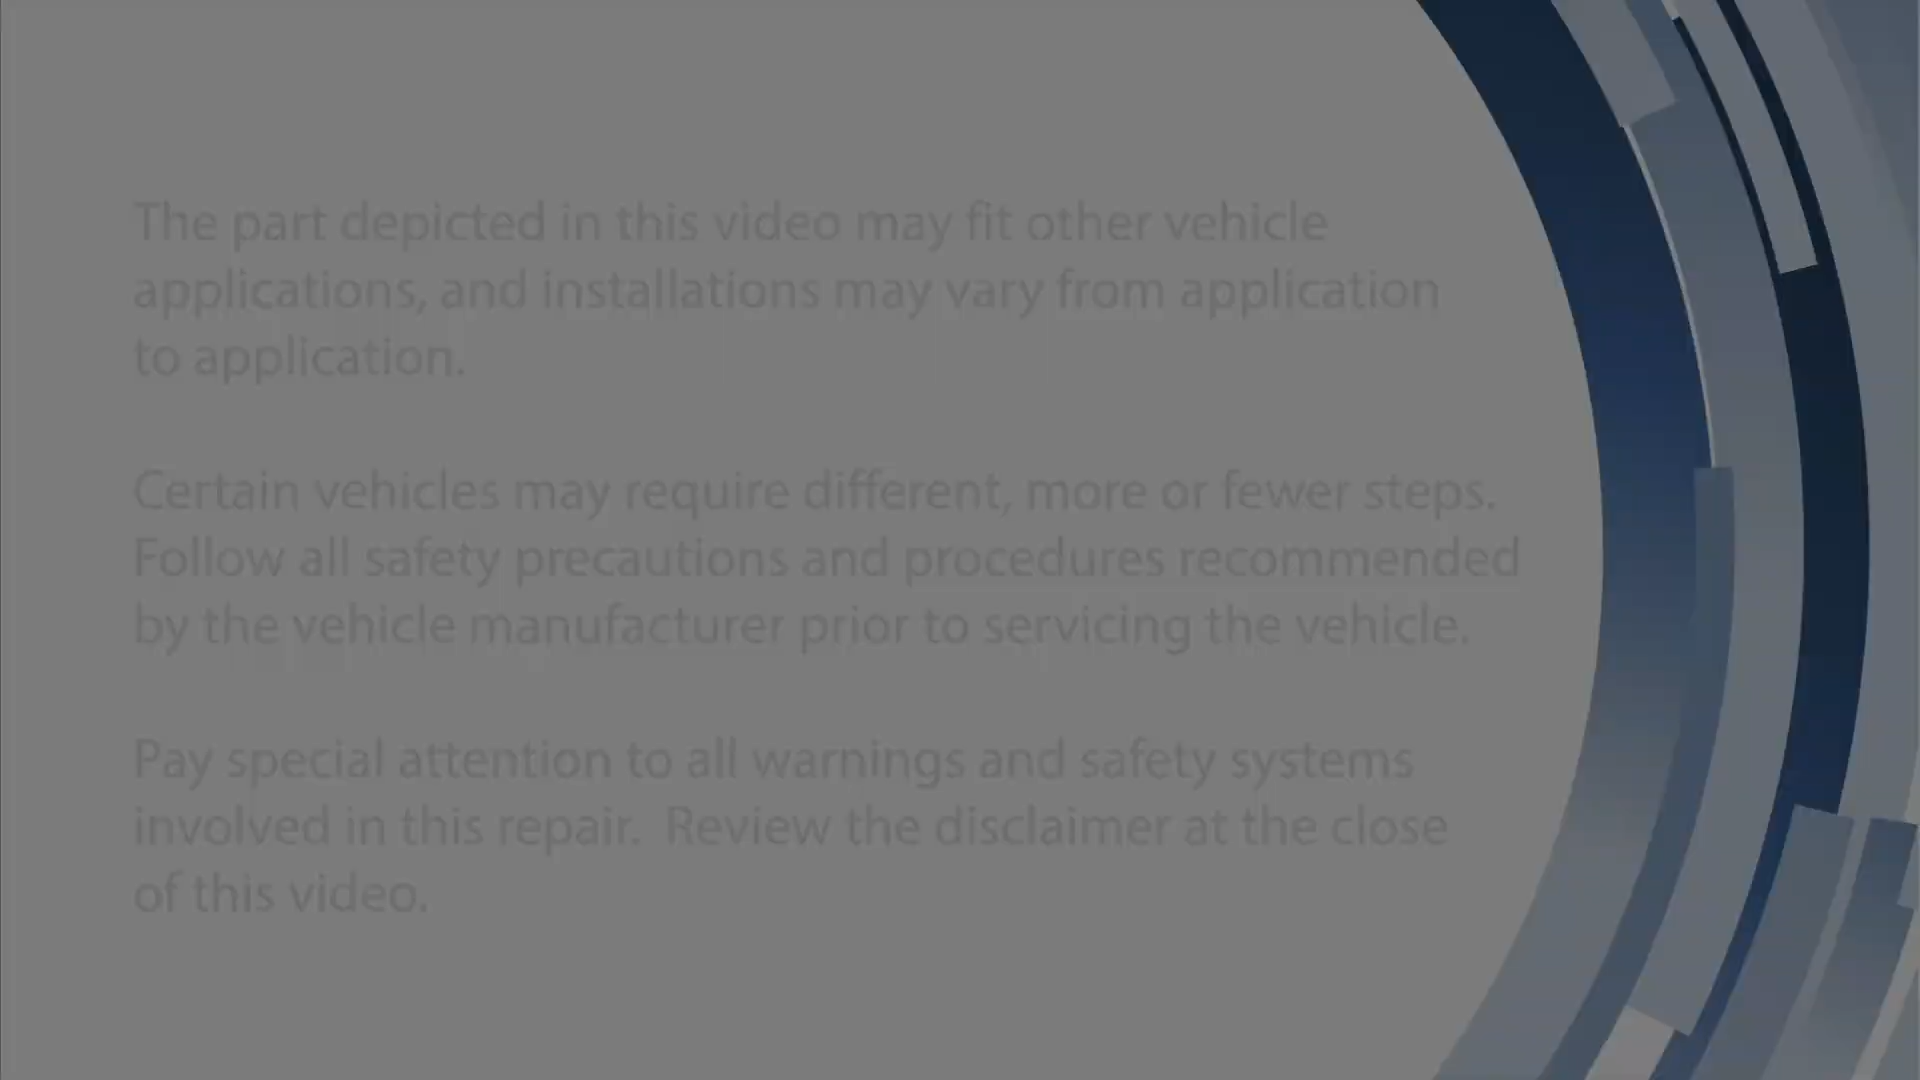 The part depicted in this video may fit other vehicle
applications, and installations may vary from application
to application.
Certain vehicles may require different, more or fewer steps.
Follow all safety precautions and procedures recommended
by the vehicle manufacturer prior to servicing the vehicle.
Pay special attention to all warnings and safety systems
involved in this repair.  Review the disclaimer at the close
of this video.